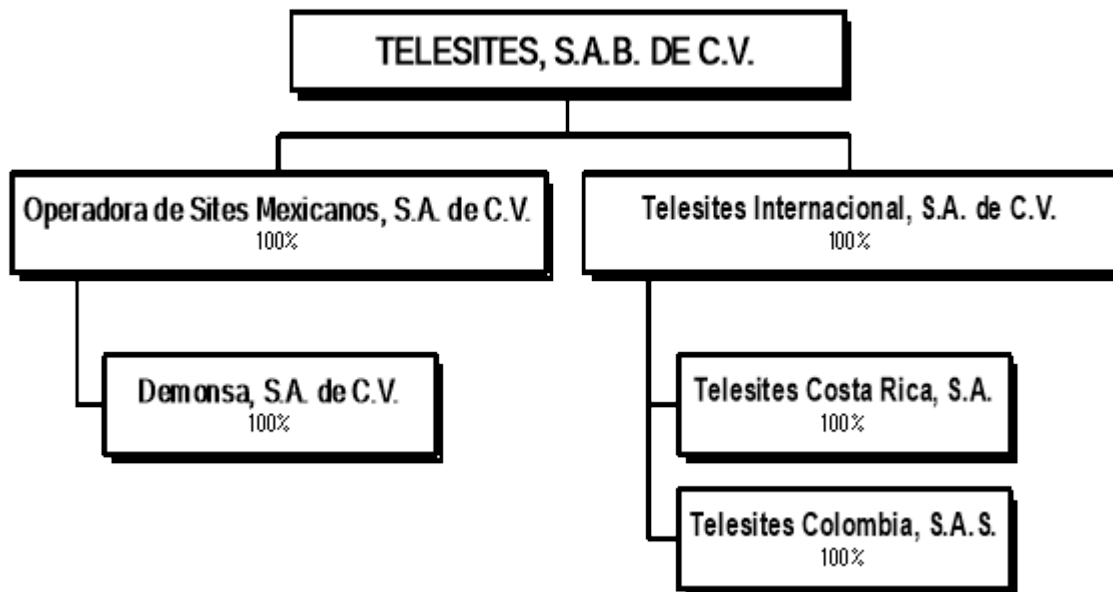 TELESITES, S.A.B. DE C.V.
Operadora de Sites Mexicanos, S.A. de C.V.
100%
Telesites Internacional, S.A. de C.V.
100%
Demonsa, S.A. de C.V.
100%
Telesites Costa Rica, S.A.
100%
Telesites Colombia, S.A.S.
100%